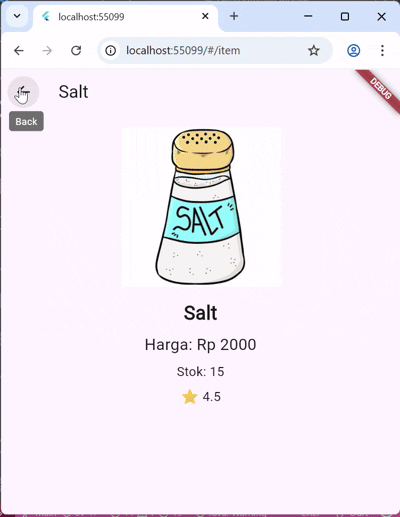 localhost:55099
localhost:55099/#/item
DEBUG
Salt
Back
SALT
Salt
Harga: Rp 2000
Stok: 15
⭐ 4.5